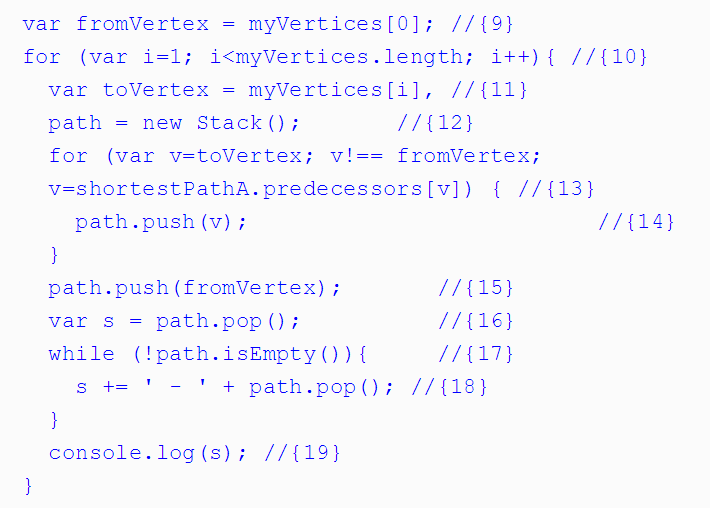 var fromVertex = myVertices[0]; //{9}
for (var i=1; i<myVertices.length; i++){ //{10}
  var toVertex = myVertices[i], //{11}
  path = new Stack();       //{12}
  for (var v=toVertex; v!== fromVertex;
  v=shortestPathA.predecessors[v]) { //{13}
    path.push(v);                          //{14}
  }
  path.push(fromVertex);       //{15}
  var s = path.pop();          //{16}
  while (!path.isEmpty()){     //{17}
    s += ' - ' + path.pop(); //{18}
  }
  console.log(s); //{19}
}